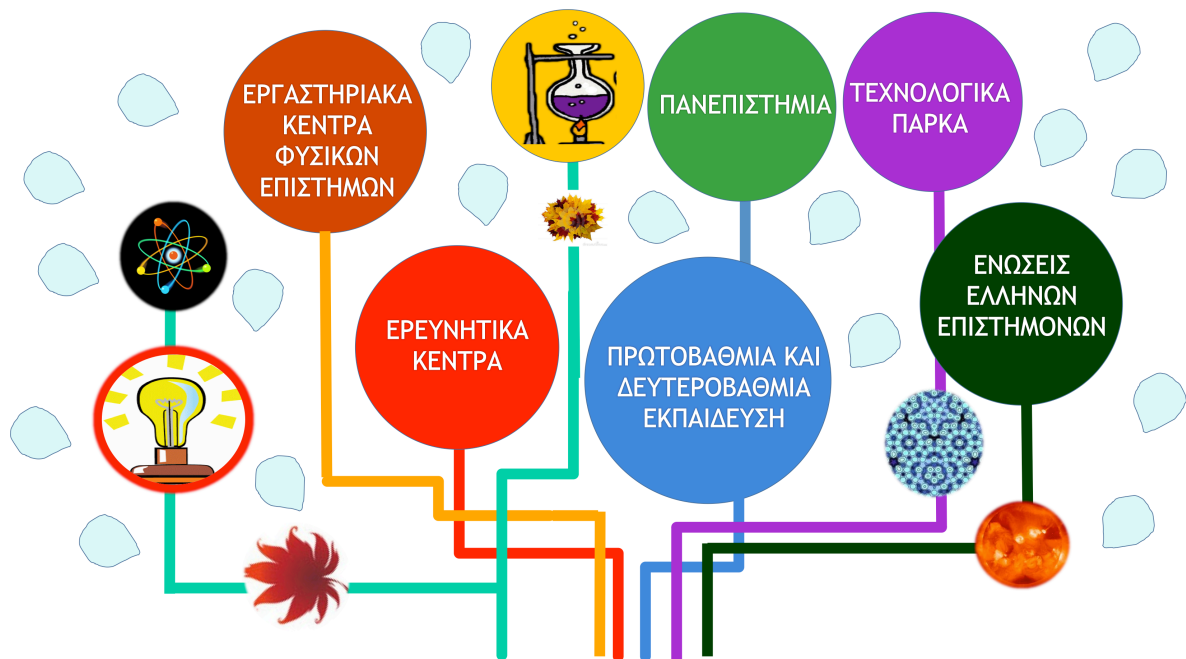 ΕΡΓΑΣΤΗΡΙΑΚΑ
ΚΕΝΤΡΑ
ΦΥΣΙΚΩΝ
ΕΠΙΣΤΗΜΩΝ
ΠΑΝΕΠΙΣΤΗΜΙΑ
ΤΕΧΝΟΛΟΓΙΚΑ
ΠΑΡΚΑ
ΕΡΕΥΝΗΤΙΚΑ
ΚΕΝΤΡΑ
ΠΡΩΤΟΒΑΘΜΙΑ ΚΑΙ
ΔΕΥΤΕΡΟΒΑΘΜΙΑ
ΕΚΠΑΙΔΕΥΣΗ
ΕΝΩΣΕΙΣ
ΕΛΛΗΝΩΝ
ΕΠΙΣΤΗΜΟΝΩΝ